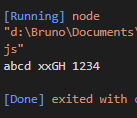 [Running] node
"d:\Bruno\Documents\
js"
abcd xxGH 1234
[Done] exited with